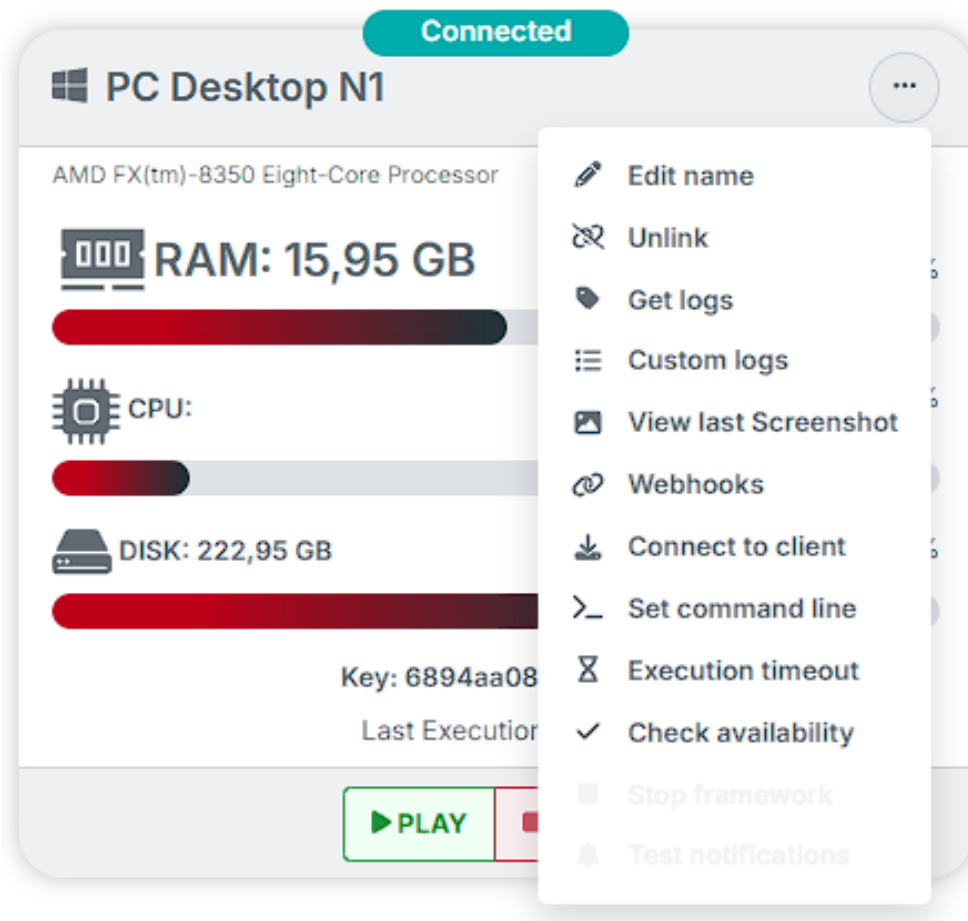 Connected
PC Desktop N1
...
AMD FX(tm)-8350 Eight-Core Processor
RAM: 15,95 GB
%
CPU:
%
DISK: 222,95 GB
%
Key: 6894aa08
Last Execution
PLAY
Edit name
Unlink
Get logs
Custom logs
View last Screenshot
Webhooks
Connect to client
Set command line
Execution timeout
Check availability
Stop framework
Test notifications